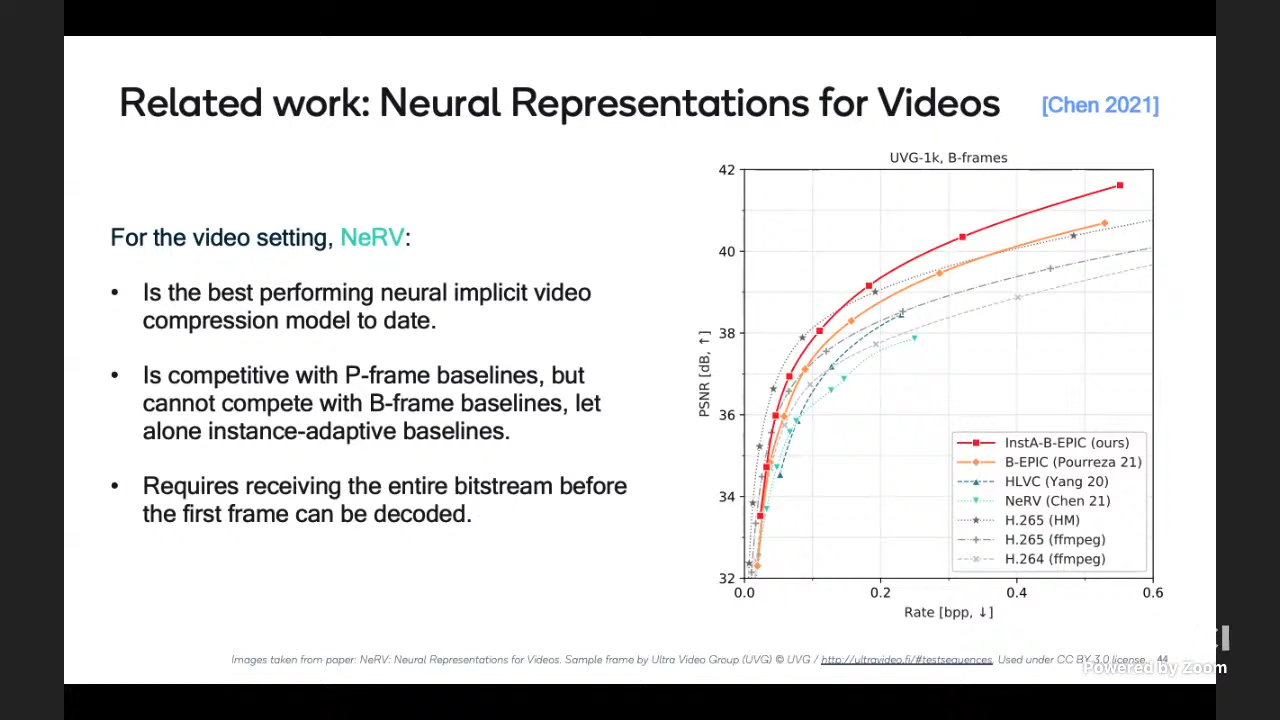 Related work: Neural Representations for Videos [Chen 2021]
For the video setting, NeRV:
• Is the best performing neural implicit video
compression model to date.
• Is competitive with P-frame baselines, but
cannot compete with B-frame baselines, let
alone instance-adaptive baselines.
• Requires receiving the entire bitstream before
the first frame can be decoded.
UVG-1k, B-frames
42
40
38
36
34
32
PSNR [dB, ↑]
InstA-B-EPIC (ours)
B-EPIC (Pourreza 21)
HLVC (Yang 20)
NeRV (Chen 21)
H.265 (HM)
H.265 (ffmpeg)
H.264 (ffmpeg)
0.0 0.2 0.4 0.6
Rate [bpp, ↓]
Images taken from paper: NeRV: Neural Representations for Videos. Sample frame by Ultra Video Group (UVG) © UVG / http://ultravideo.fi/#testsequences. Used under CC BY 3.0 license. 44
Powered by Zoom